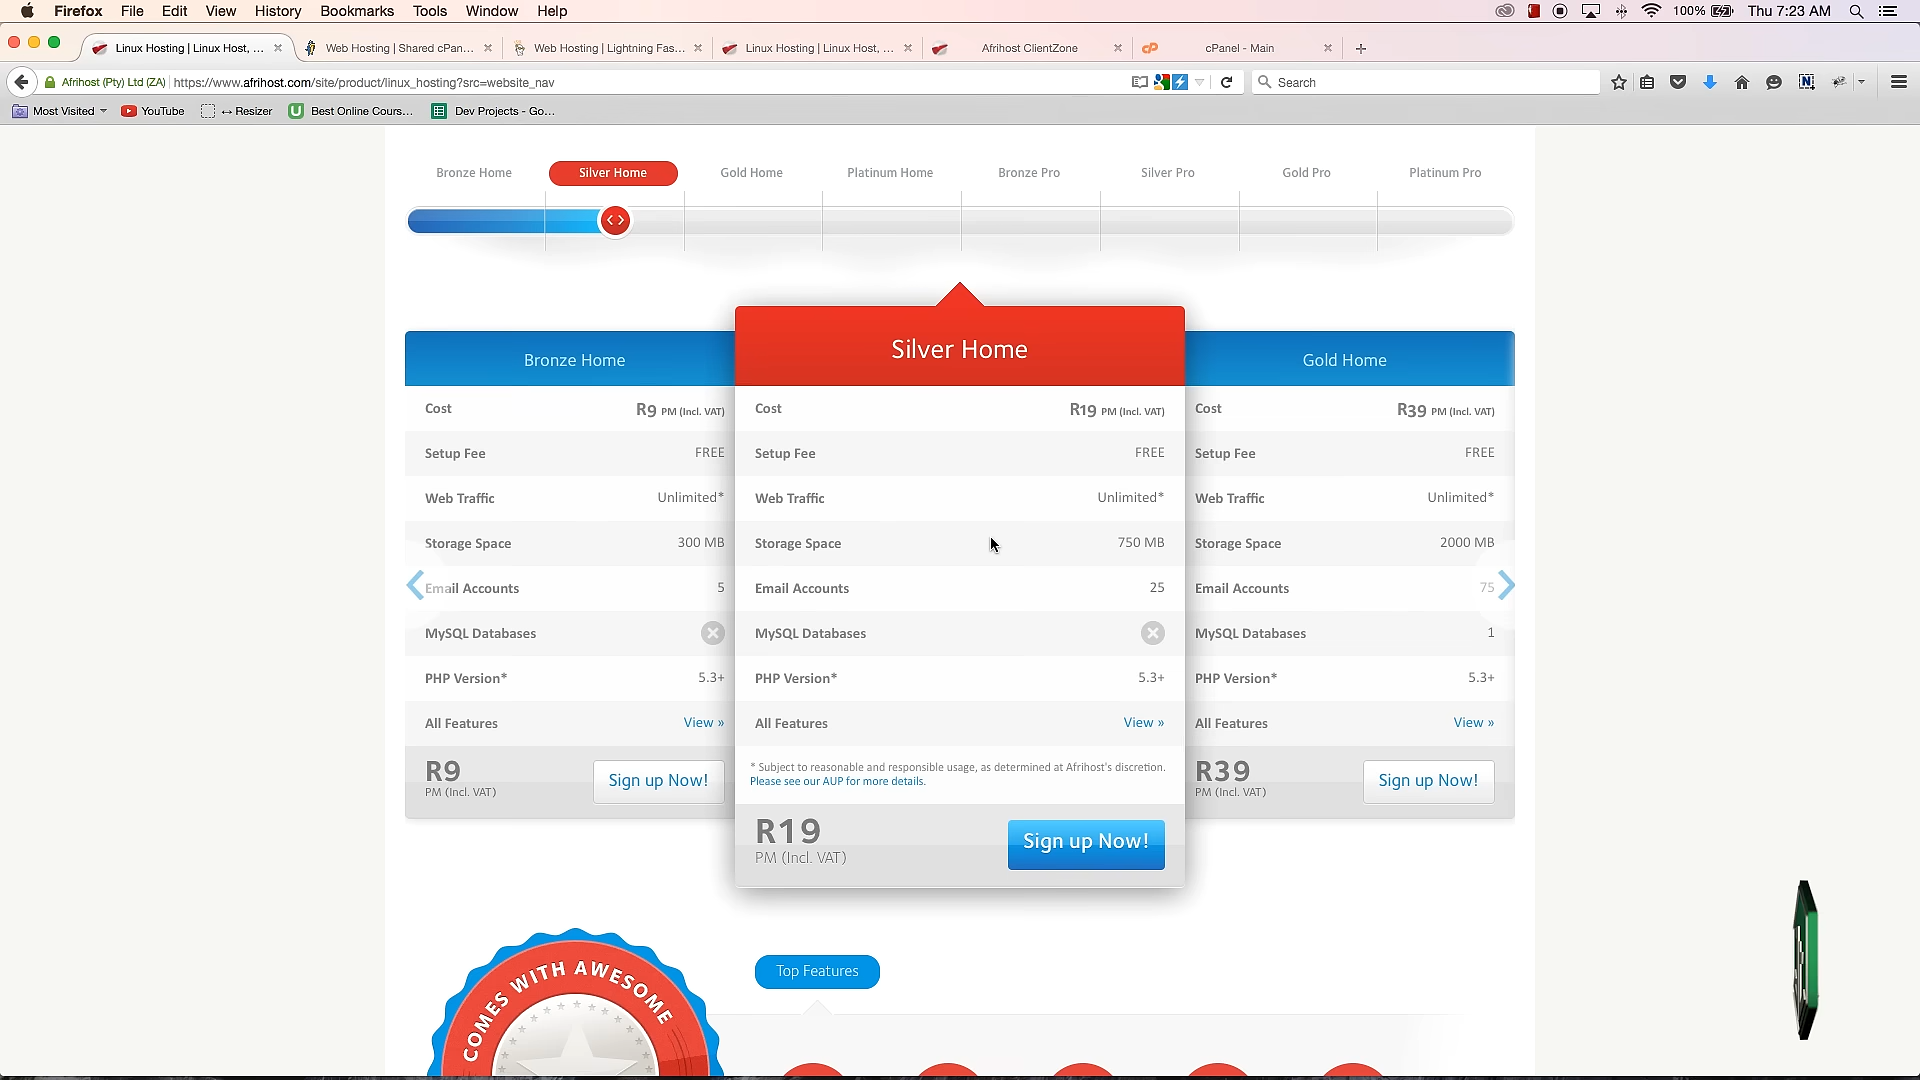 Firefox File Edit View History Bookmarks Tools Window Help 100% Thu 7:23 AM
Linux Hosting | Linux Host, ... Web Hosting | Shared cPan... Web Hosting | Lightning Fas... Linux Hosting | Linux Host, ... Afrihost ClientZone cPanel - Main
Afrihost (Pty) Ltd (ZA) https://www.afrihost.com/site/product/linux_hosting?src=website_nav Search
Most Visited YouTube Resizer Best Online Cours... Dev Projects - Go...
Bronze Home Silver Home Gold Home Platinum Home Bronze Pro Silver Pro Gold Pro Platinum Pro
Bronze Home
Cost R9 PM (Incl. VAT)
Setup Fee FREE
Web Traffic Unlimited*
Storage Space 300 MB
Email Accounts 5
MySQL Databases
PHP Version* 5.3+
All Features View »
R9
PM (Incl. VAT)
Sign up Now!
Silver Home
Cost R19 PM (Incl. VAT)
Setup Fee FREE
Web Traffic Unlimited*
Storage Space 750 MB
Email Accounts 25
MySQL Databases
PHP Version* 5.3+
All Features View »
* Subject to reasonable and responsible usage, as determined at Afrihost's discretion.
Please see our AUP for more details.
R19
PM (Incl. VAT)
Sign up Now!
Gold Home
Cost R39 PM (Incl. VAT)
Setup Fee FREE
Web Traffic Unlimited*
Storage Space 2000 MB
Email Accounts 75
MySQL Databases 1
PHP Version* 5.3+
All Features View »
R39
PM (Incl. VAT)
Sign up Now!
COMES WITH AWESOME
Top Features